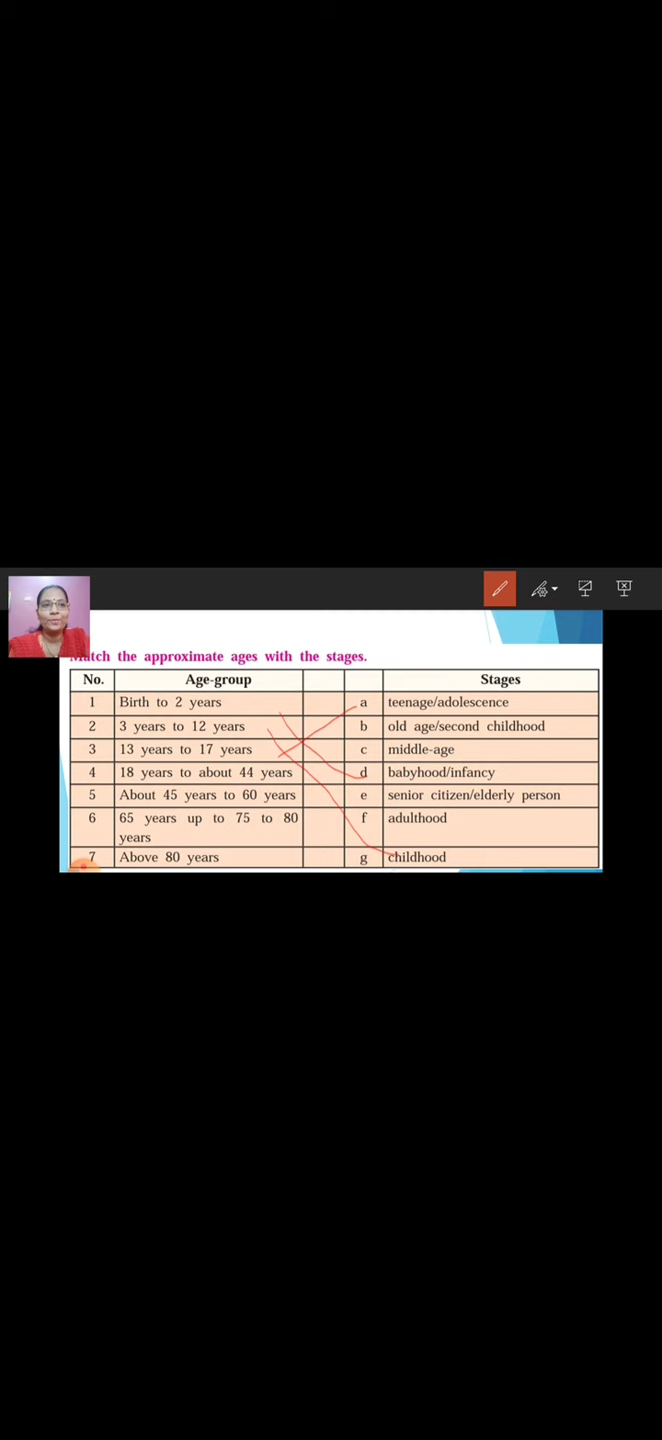 Match the approximate ages with the stages.
No. Age-group Stages
1 Birth to 2 years a teenage/adolescence
2 3 years to 12 years b old age/second childhood
3 13 years to 17 years c middle-age
4 18 years to about 44 years d babyhood/infancy
5 About 45 years to 60 years e senior citizen/elderly person
6 65 years up to 75 to 80 f adulthood
years
7 Above 80 years g childhood